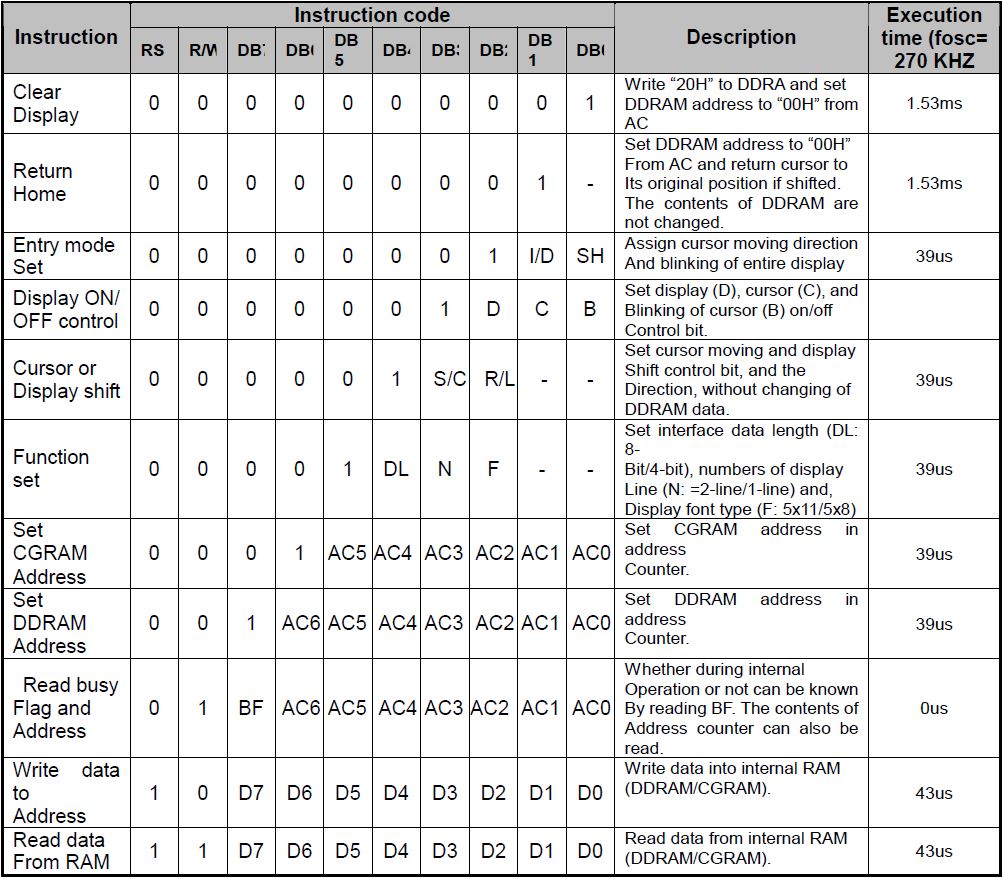 Instruction
Instruction code
Description
Execution
time (fosc=
270 KHZ
RS R/W DB7 DB6 DB5 DB4 DB3 DB2 DB1 DB0
Clear
Display
0 0 0 0 0 0 0 0 0 1
Write “20H” to DDRA and set
DDRAM address to “00H” from
AC
1.53ms
Return
Home
0 0 0 0 0 0 0 0 1 -
Set DDRAM address to “00H”
From AC and return cursor to
Its original position if shifted.
The contents of DDRAM are
not changed.
1.53ms
Entry mode
Set
0 0 0 0 0 0 0 1 I/D SH
Assign cursor moving direction
And blinking of entire display
39us
Display ON/
OFF control
0 0 0 0 0 0 1 D C B
Set display (D), cursor (C), and
Blinking of cursor (B) on/off
Control bit.
Cursor or
Display shift
0 0 0 0 0 1 S/C R/L - -
Set cursor moving and display
Shift control bit, and the
Direction, without changing of
DDRAM data.
39us
Function
set
0 0 0 0 1 DL N F - -
Set interface data length (DL:
8-
Bit/4-bit), numbers of display
Line (N: =2-line/1-line) and,
Display font type (F: 5x11/5x8)
39us
Set
CGRAM
Address
0 0 0 1 AC5 AC4 AC3 AC2 AC1 AC0
Set CGRAM address in
address
Counter.
39us
Set
DDRAM
Address
0 0 1 AC6 AC5 AC4 AC3 AC2 AC1 AC0
Set DDRAM address in
address
Counter.
39us
Read busy
Flag and
Address
0 1 BF AC6 AC5 AC4 AC3 AC2 AC1 AC0
Whether during internal
Operation or not can be known
By reading BF. The contents of
Address counter can also be
read.
0us
Write data
to
Address
1 0 D7 D6 D5 D4 D3 D2 D1 D0
Write data into internal RAM
(DDRAM/CGRAM).
43us
Read data
From RAM
1 1 D7 D6 D5 D4 D3 D2 D1 D0
Read data from internal RAM
(DDRAM/CGRAM).
43us